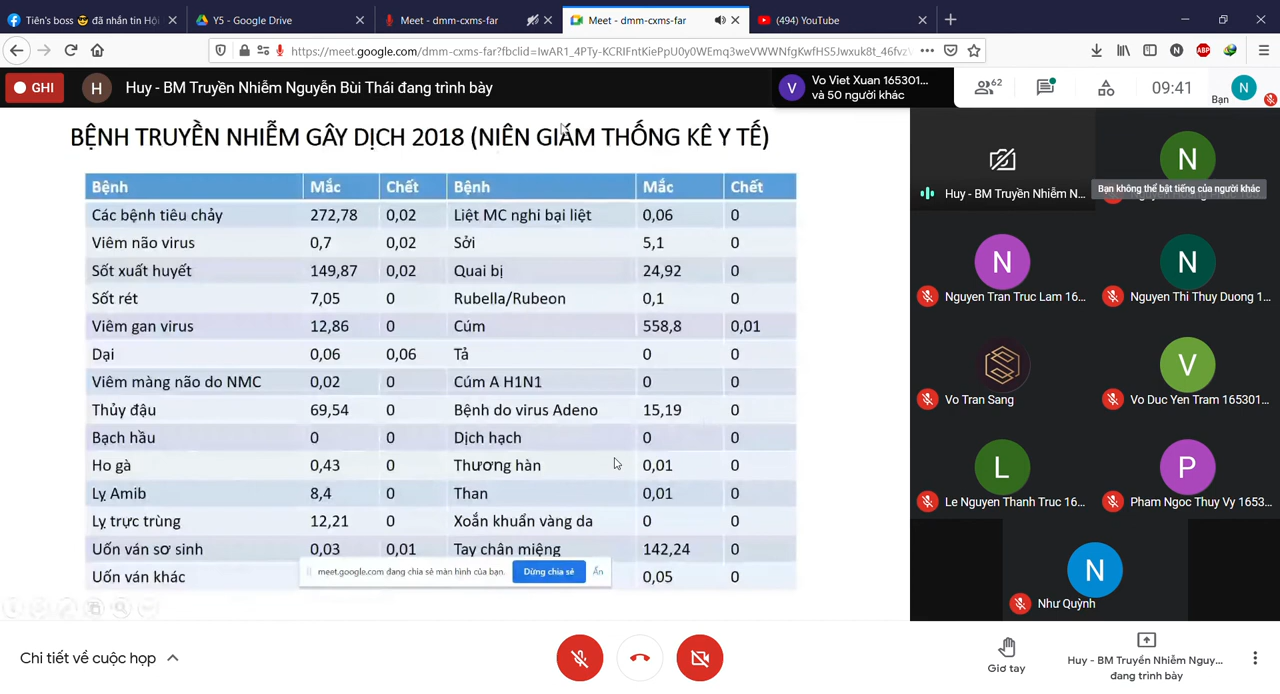 Tiên's boss 😎 đã nhắn tin Hội
Y5 - Google Drive
Meet - dmm-cxms-far
Meet - dmm-cxms-far
(494) YouTube
https://meet.google.com/dmm-cxms-far?fbclid=IwAR1_4PTy-KCRIFntKiePpU0y0WEmq3weVWWNfgKwfHS5Jwxuk8t_46fvz
GHI
H
Huy - BM Truyền Nhiễm Nguyễn Bùi Thái đang trình bày
V
Vo Viet Xuan 165301...
và 50 người khác
62
09:41
Bạn
N
BỆNH TRUYỀN NHIỄM GÂY DỊCH 2018 (NIÊN GIÁM THỐNG KÊ Y TẾ)
Bệnh Mắc Chết Bệnh Mắc Chết
Các bệnh tiêu chảy 272,78 0,02 Liệt MC nghi bại liệt 0,06 0
Viêm não virus 0,7 0,02 Sởi 5,1 0
Sốt xuất huyết 149,87 0,02 Quai bị 24,92 0
Sốt rét 7,05 0 Rubella/Rubeon 0,1 0
Viêm gan virus 12,86 0 Cúm 558,8 0,01
Dại 0,06 0,06 Tả 0 0
Viêm màng não do NMC 0,02 0 Cúm A H1N1 0 0
Thủy đậu 69,54 0 Bệnh do virus Adeno 15,19 0
Bạch hầu 0 0 Dịch hạch 0 0
Ho gà 0,43 0 Thương hàn 0,01 0
Lỵ Amib 8,4 0 Than 0,01 0
Lỵ trực trùng 12,21 0 Xoắn khuẩn vàng da 0 0
Uốn ván sơ sinh 0,03 0,01 Tay chân miệng 142,24 0
Uốn ván khác 0,05 0
meet.google.com đang chia sẻ màn hình của bạn.
Dừng chia sẻ
Ẩn
Huy - BM Truyền Nhiễm N...
N
Bạn không thể bật tiếng của người khác
N
Nguyen Tran Truc Lam 16...
N
Nguyen Thi Thuy Duong 1...
Vo Tran Sang
V
Vo Duc Yen Tram 165301...
L
Le Nguyen Thanh Truc 16...
P
Pham Ngoc Thuy Vy 1653...
N
Như Quỳnh
Chi tiết về cuộc họp
Giơ tay
Huy - BM Truyền Nhiễm Nguy...
đang trình bày